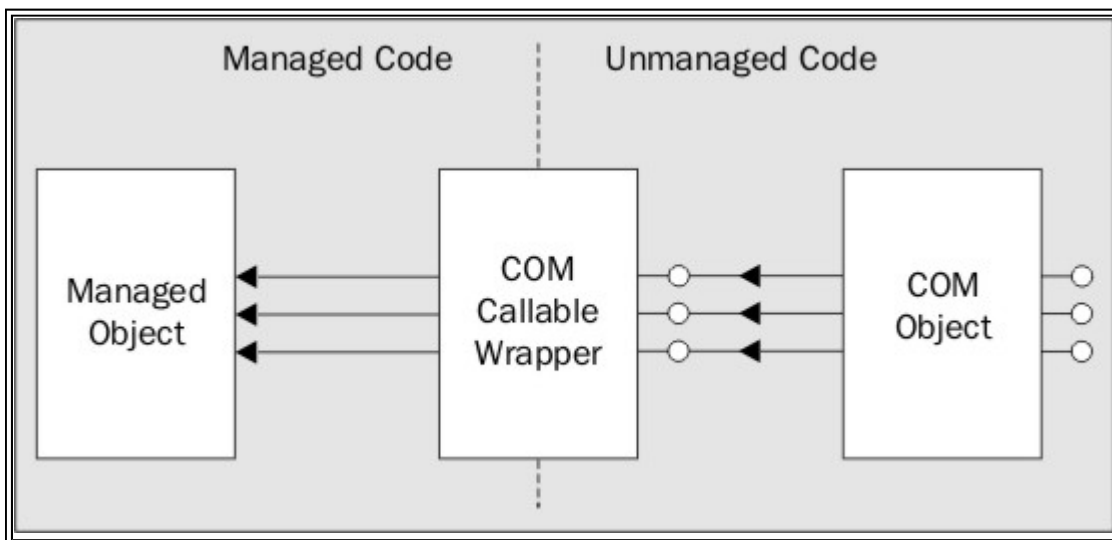 Managed Code
Unmanaged Code
Managed
Object
COM
Callable
Wrapper
COM
Object